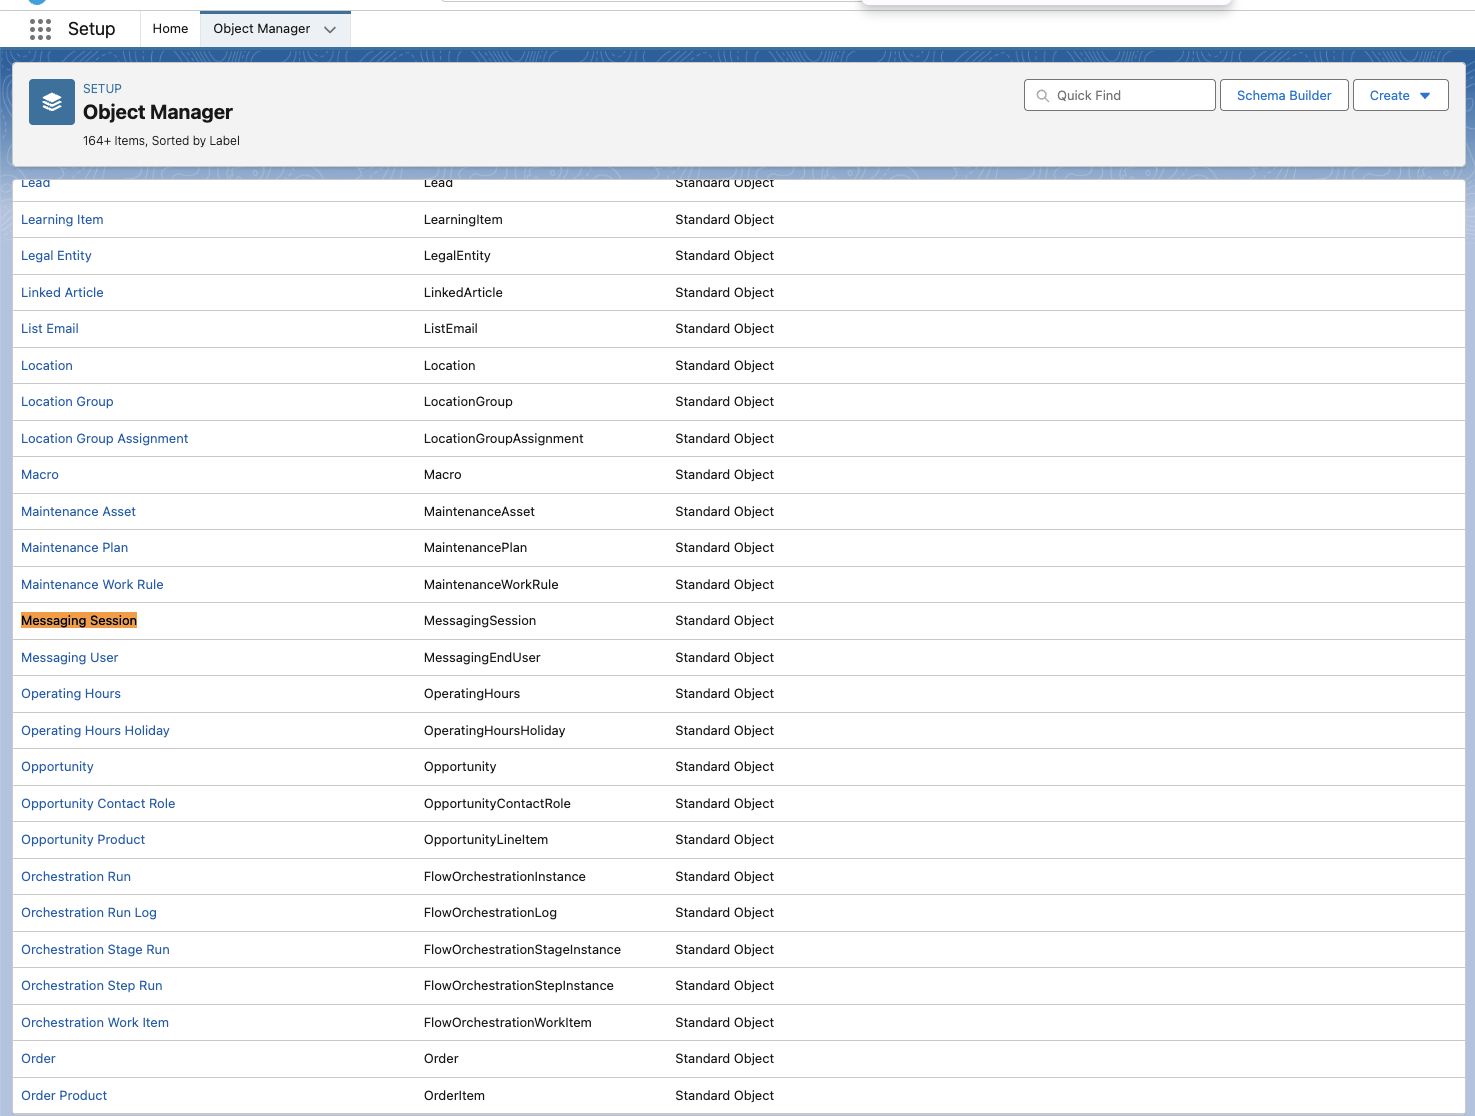 Setup
Home
Object Manager
SETUP
Object Manager
164+ Items, Sorted by Label
Quick Find
Schema Builder
Create
Lead Lead Standard Object
Learning Item LearningItem Standard Object
Legal Entity LegalEntity Standard Object
Linked Article LinkedArticle Standard Object
List Email ListEmail Standard Object
Location Location Standard Object
Location Group LocationGroup Standard Object
Location Group Assignment LocationGroupAssignment Standard Object
Macro Macro Standard Object
Maintenance Asset MaintenanceAsset Standard Object
Maintenance Plan MaintenancePlan Standard Object
Maintenance Work Rule MaintenanceWorkRule Standard Object
Messaging Session MessagingSession Standard Object
Messaging User MessagingEndUser Standard Object
Operating Hours OperatingHours Standard Object
Operating Hours Holiday OperatingHoursHoliday Standard Object
Opportunity Opportunity Standard Object
Opportunity Contact Role OpportunityContactRole Standard Object
Opportunity Product OpportunityLineItem Standard Object
Orchestration Run FlowOrchestrationInstance Standard Object
Orchestration Run Log FlowOrchestrationLog Standard Object
Orchestration Stage Run FlowOrchestrationStageInstance Standard Object
Orchestration Step Run FlowOrchestrationStepInstance Standard Object
Orchestration Work Item FlowOrchestrationWorkItem Standard Object
Order Order Standard Object
Order Product OrderItem Standard Object